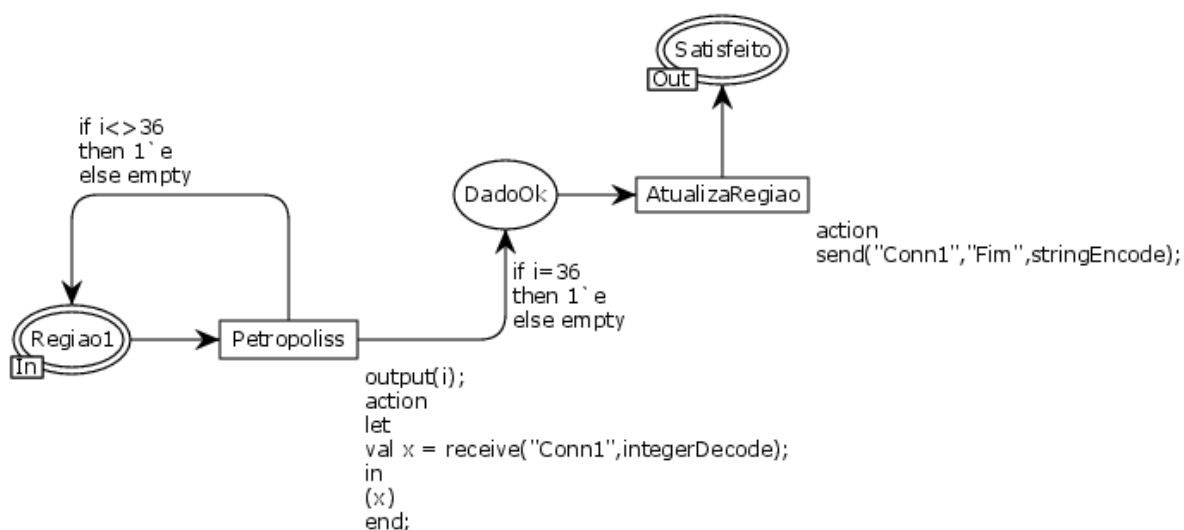 Satisfeito
Out
if i<>36
then 1`e
else empty
DadoOk
AtualizaRegiao
action
send("Conn1","Fim",stringEncode);
if i=36
then 1`e
else empty
Regiao1
In
Petropoliss
output(i);
action
let
val x = receive("Conn1",integerDecode);
in
(x)
end;